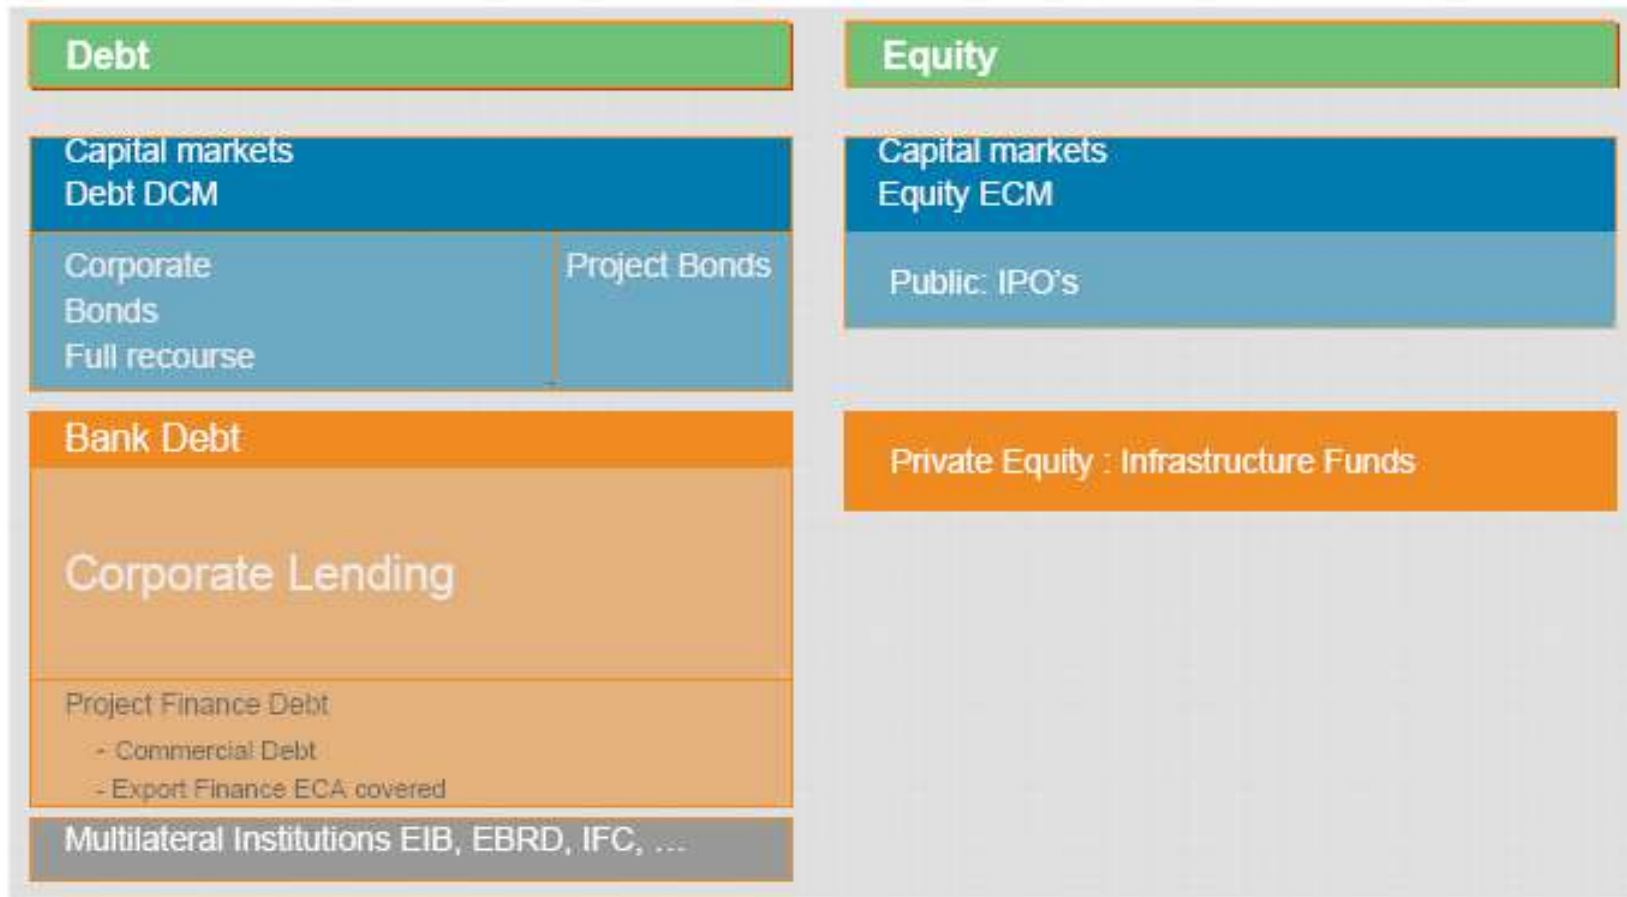 Debt
Capital markets
Debt DCM
Corporate
Bonds
Full recourse
Project Bonds
Bank Debt
Corporate Lending
Project Finance Debt
- Commercial Debt
- Export Finance ECA covered
Multilateral Institutions EIB, EBRD, IFC, ...
Equity
Capital markets
Equity ECM
Public: IPO's
Private Equity : Infrastructure Funds